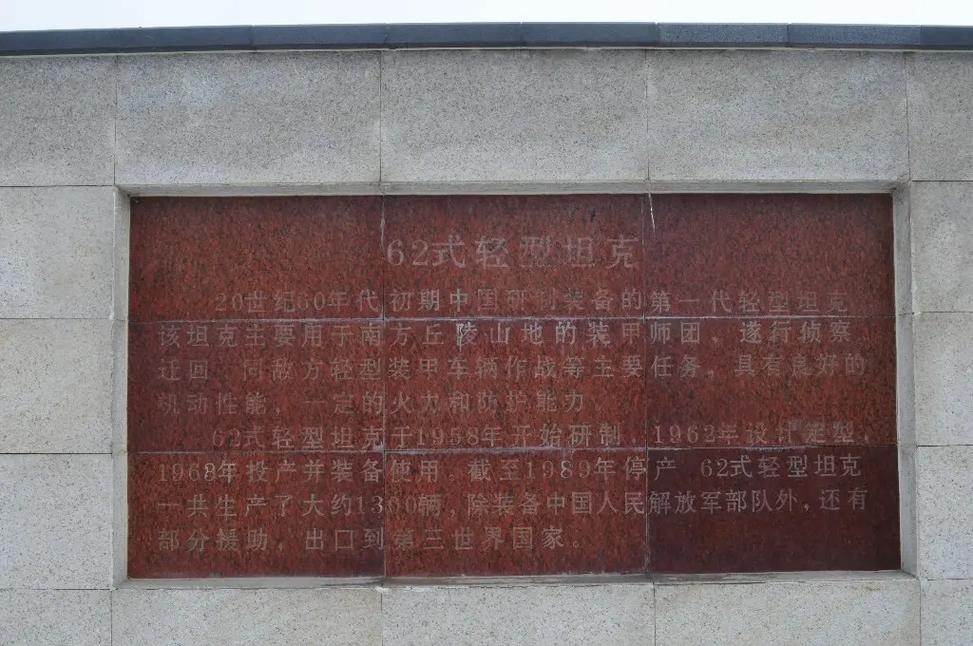 62式轻型坦克
20世纪60年代初期中国研制装备的第一代轻型坦克
该坦克主要用于南方丘陵山地的装甲师团，遂行侦察
迂回、同敌方轻型装甲车辆作战等主要任务，具有良好的
机动性能，一定的火力和防护能力。
62式轻型坦克于1958年开始研制，1962年设计定型，
1968年投产并装备使用。截至1989年停产，62式轻型坦克
一共生产了大约1300辆，除装备中国人民解放军部队外，还有
部分援助，出口到第三世界国家。